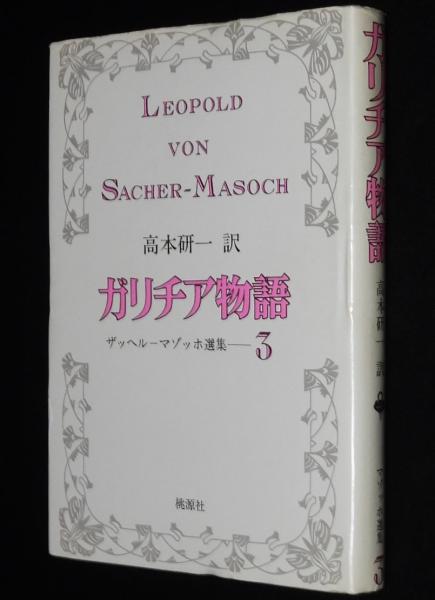 LEOPOLD
VON
SACHER-MASOCH
高本研一 訳
ガリチア物語
ザッヘル−マゾッホ選集—3
桃源社
ガリチア物語
高本研一 訳
マゾッホ選集
3